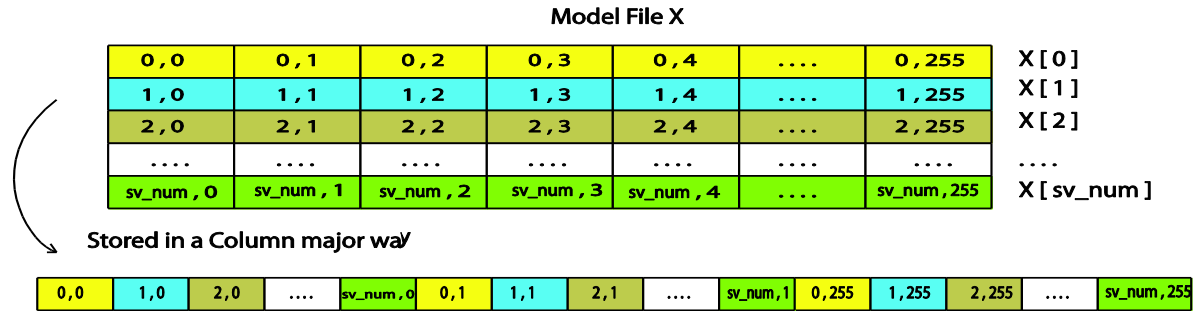 Model File X
0,0 0,1 0,2 0,3 0,4 .... 0,255 X[0]
1,0 1,1 1,2 1,3 1,4 .... 1,255 X[1]
2,0 2,1 2,2 2,3 2,4 .... 2,255 X[2]
.... .... .... .... .... .... .... ....
sv_num,0 sv_num,1 sv_num,2 sv_num,3 sv_num,4 .... sv_num,255 X[sv_num]
Stored in a Column major way
0,0 1,0 2,0 .... sv_num,0 0,1 1,1 2,1 .... sv_num,1 0,255 1,255 2,255 .... sv_num,255